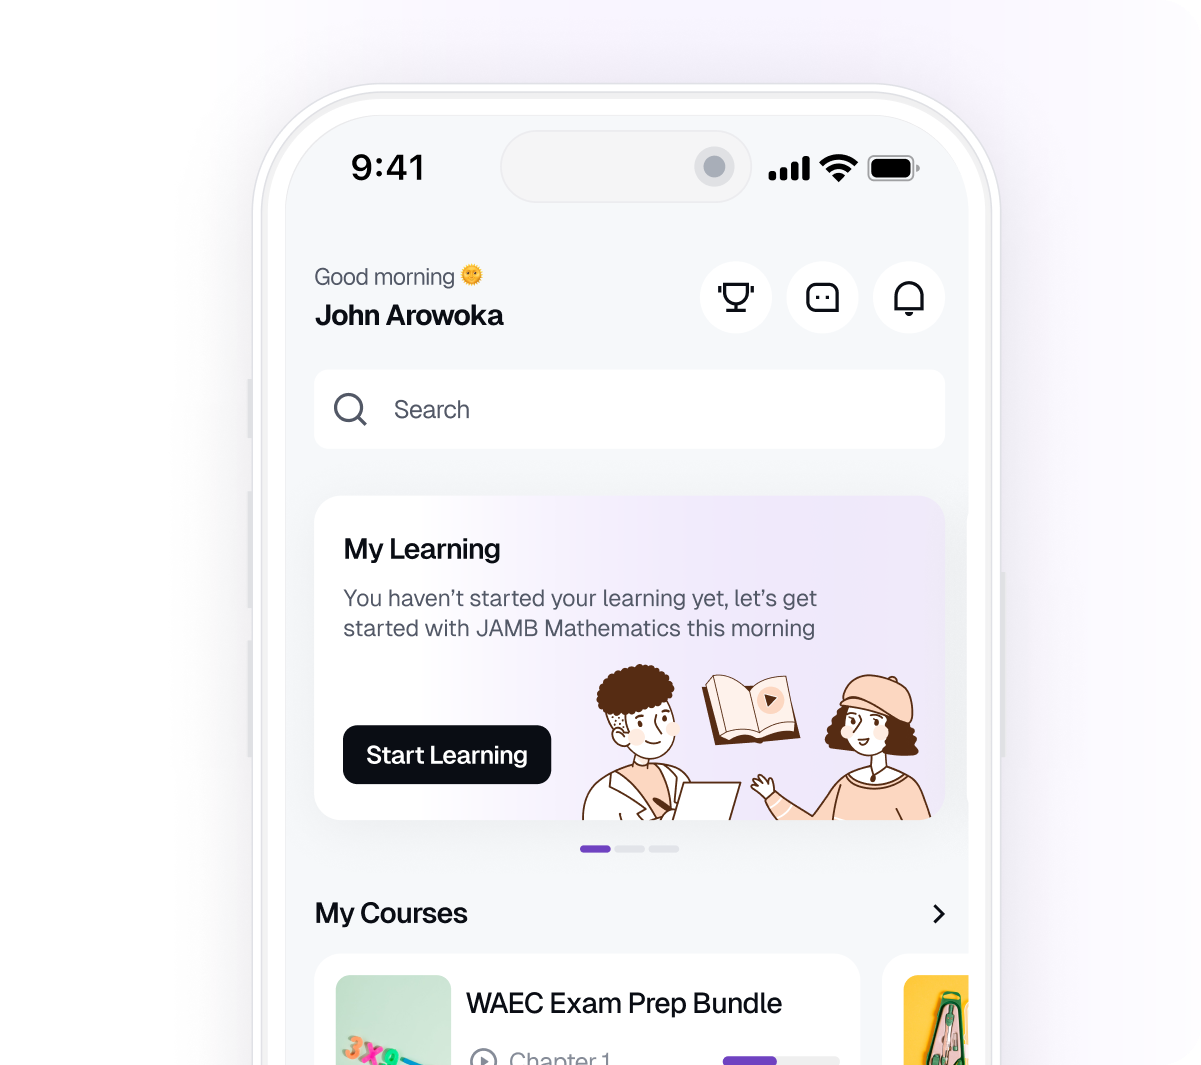 9:41
Good morning 🌞
John Arowoka
Search
My Learning
You haven’t started your learning yet, let’s get
started with JAMB Mathematics this morning
Start Learning
My Courses
WAEC Exam Prep Bundle
3X9
Chapter 1